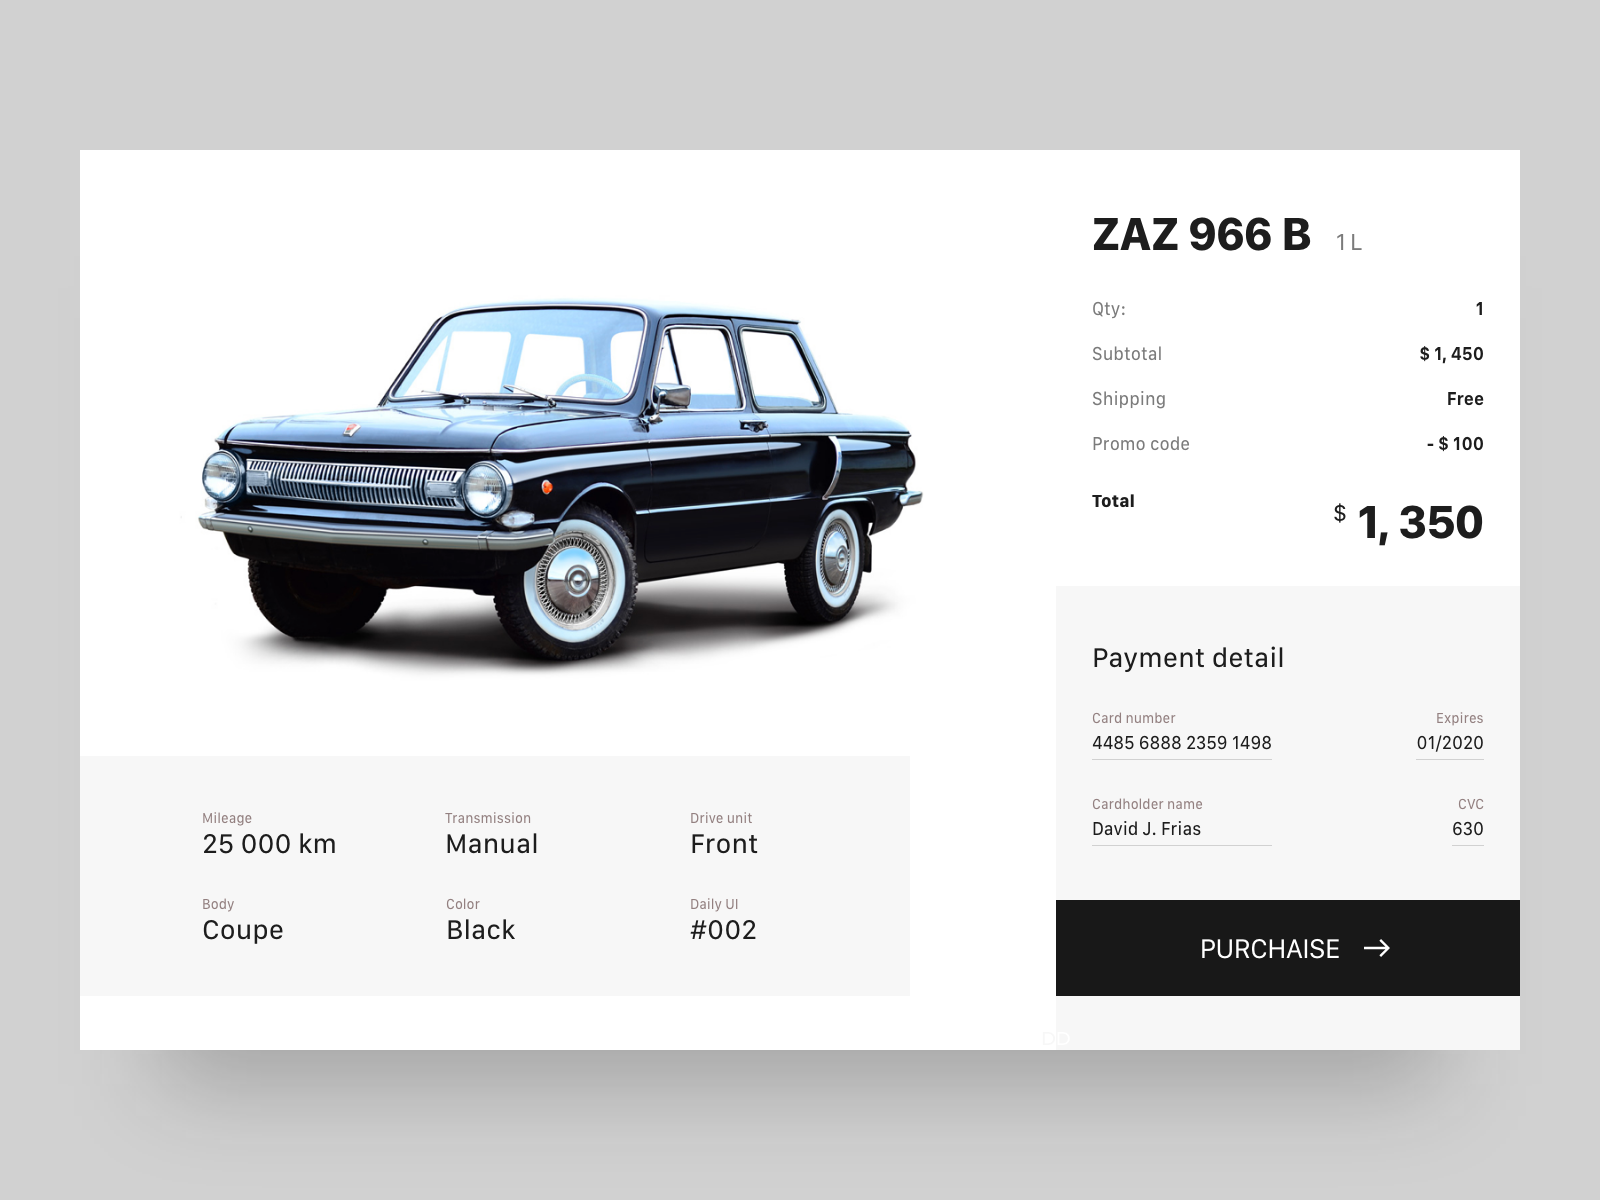 ZAZ 966 B 1 L
Qty: 1
Subtotal $ 1, 450
Shipping Free
Promo code - $ 100
Total $ 1, 350
Payment detail
Card number Expires
4485 6888 2359 1498 01/2020
Cardholder name CVC
David J. Frias 630
PURCHAISE →
Mileage Transmission Drive unit
25 000 km Manual Front
Body Color Daily UI
Coupe Black #002
DD